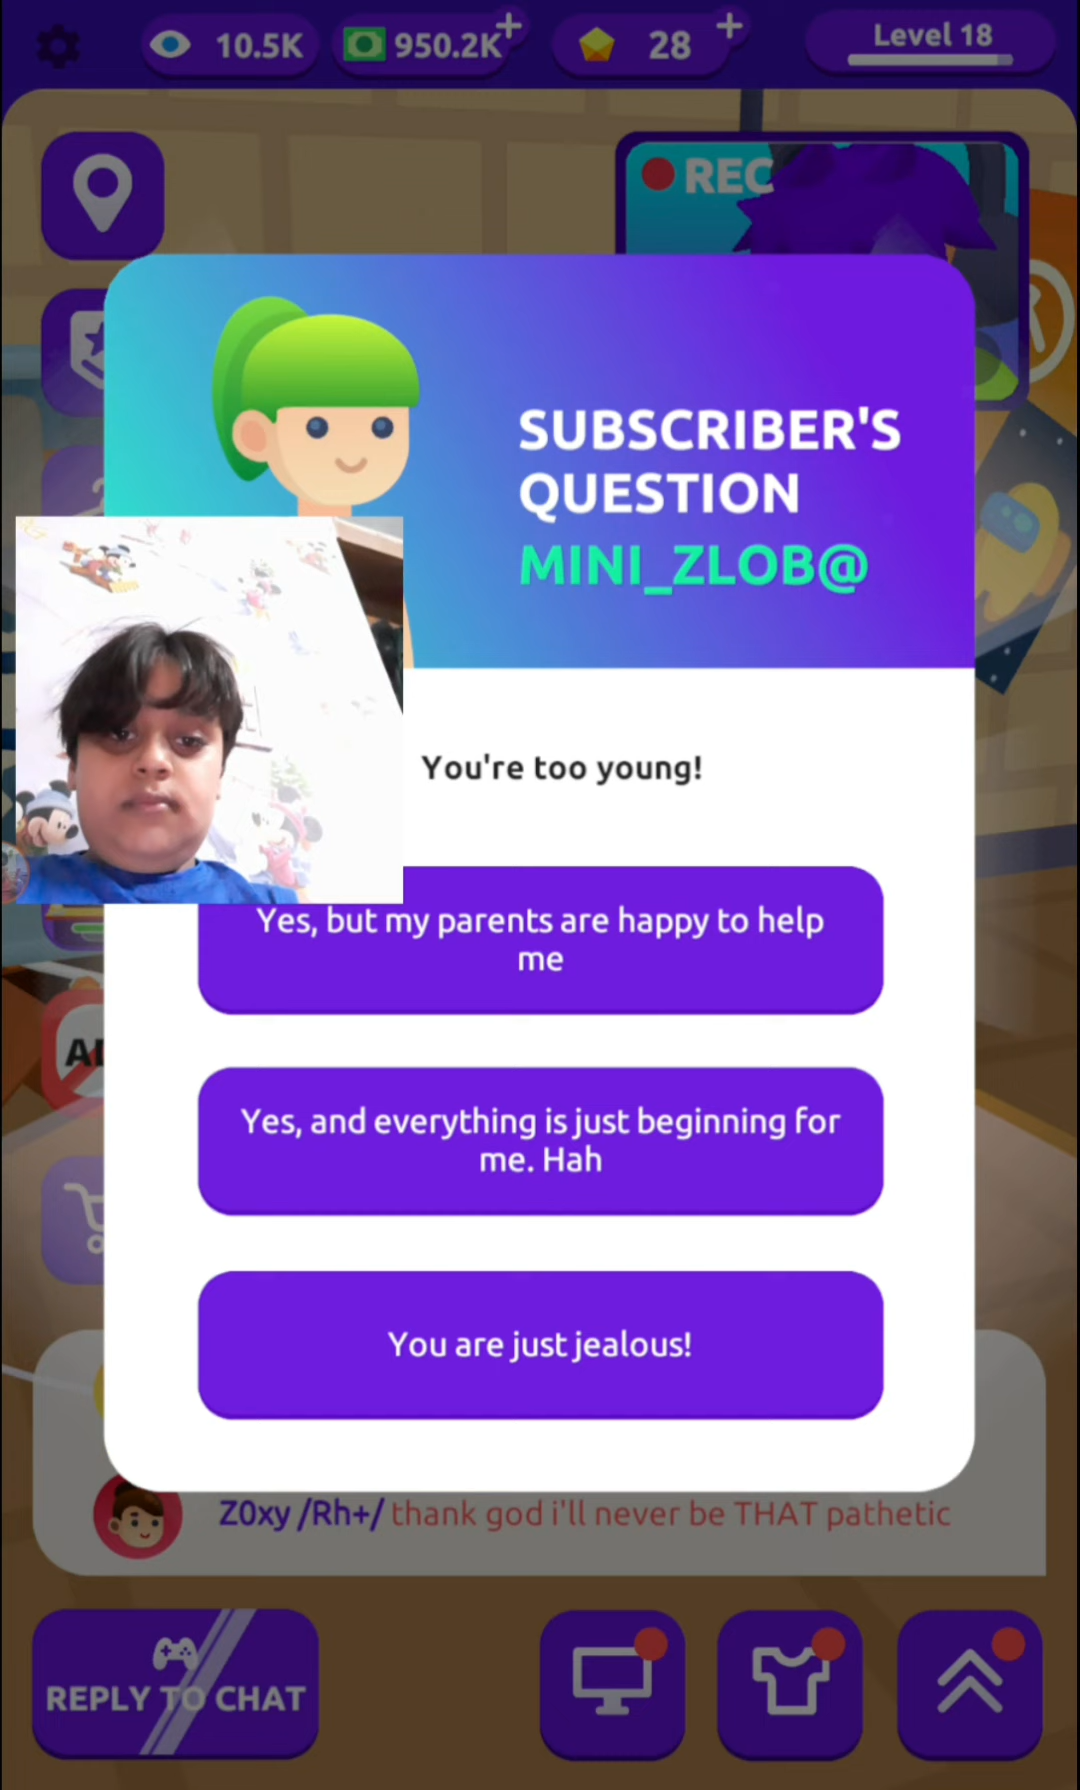 10.5K
950.2K
28
Level 18
REC
SUBSCRIBER'S
QUESTION
MINI_ZLOB@
You're too young!
Yes, but my parents are happy to help
me
Yes, and everything is just beginning for
me. Hah
You are just jealous!
Z0xy /Rh+/ thank god i'll never be THAT pathetic
REPLY TO CHAT